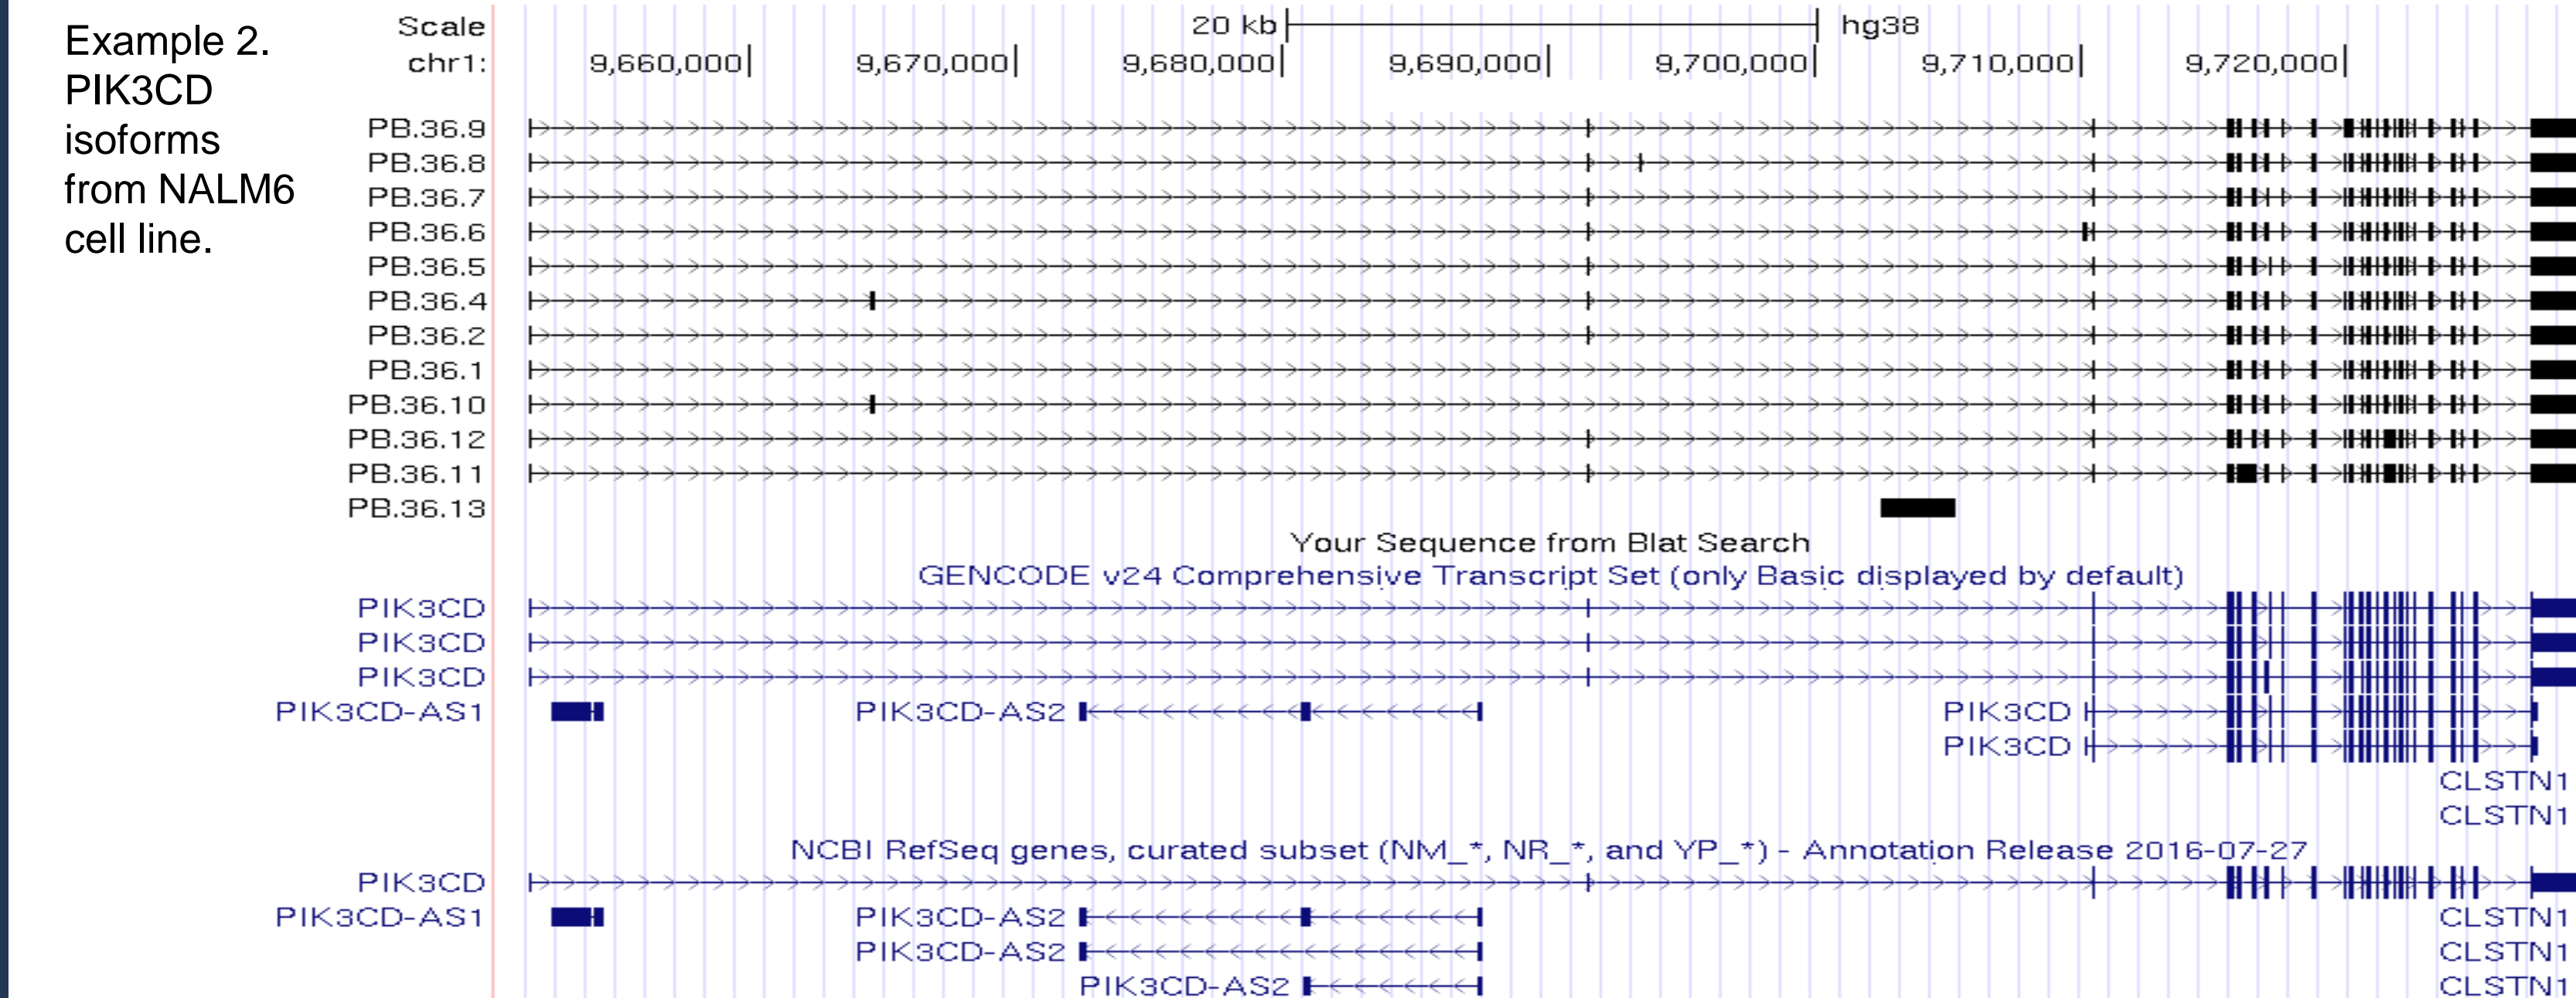 Example 2.
PIK3CD
isoforms
from NALM6
cell line.
Scale 20 kb hg38
chr1: 9,660,000 9,670,000 9,680,000 9,690,000 9,700,000 9,710,000 9,720,000
PB.36.9
PB.36.8
PB.36.7
PB.36.6
PB.36.5
PB.36.4
PB.36.2
PB.36.1
PB.36.10
PB.36.12
PB.36.11
PB.36.13
Your Sequence from Blat Search
GENCODE v24 Comprehensive Transcript Set (only Basic displayed by default)
PIK3CD
PIK3CD
PIK3CD
PIK3CD-AS1 PIK3CD-AS2 PIK3CD
PIK3CD
CLSTN1
CLSTN1
NCBI RefSeq genes, curated subset (NM_*, NR_*, and YP_*) - Annotation Release 2016-07-27
PIK3CD
PIK3CD-AS1 PIK3CD-AS2 CLSTN1
PIK3CD-AS2 CLSTN1
PIK3CD-AS2 CLSTN1